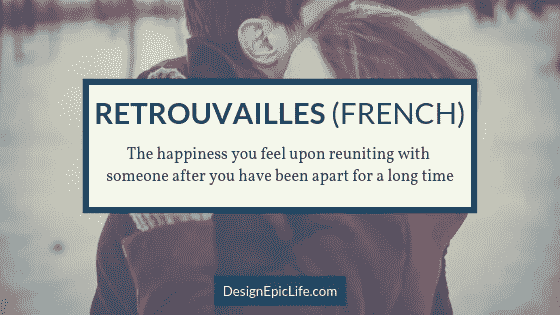 RETROUVAILLES (FRENCH)
The happiness you feel upon reuniting with
someone after you have been apart for a long time
DesignEpicLife.com